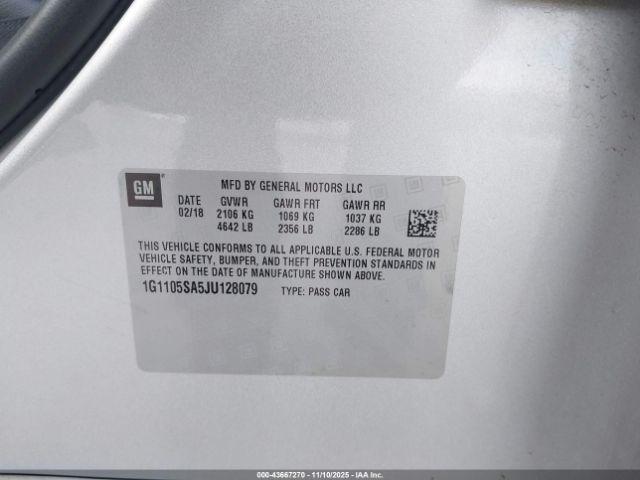 GM
MFD BY GENERAL MOTORS LLC
DATE GVWR GAWR FRT GAWR RR
02/18 2106 KG 1069 KG 1037 KG
4642 LB 2356 LB 2286 LB
THIS VEHICLE CONFORMS TO ALL APPLICABLE U.S. FEDERAL MOTOR
VEHICLE SAFETY, BUMPER, AND THEFT PREVENTION STANDARDS IN
EFFECT ON THE DATE OF MANUFACTURE SHOWN ABOVE.
1G1105SA5JU128079 TYPE: PASS CAR
000-43667270 - 11/10/2025 - IAA Inc.